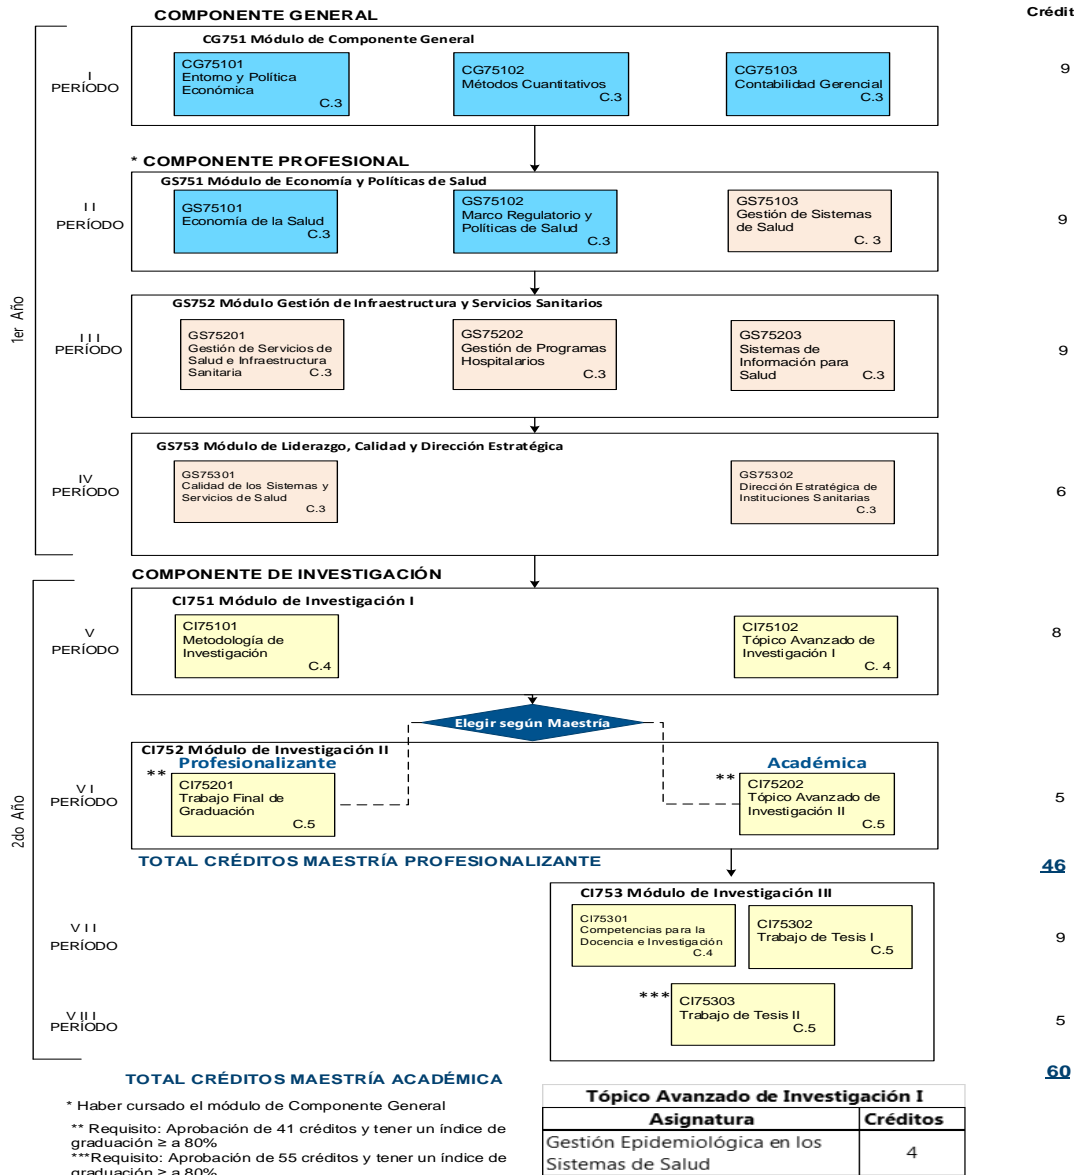 COMPONENTE GENERAL
Crédit
CG751 Módulo de Componente General
I
PERÍODO
CG75101
Entorno y Política
Económica
C.3
CG75102
Métodos Cuantitativos
C.3
CG75103
Contabilidad Gerencial
C.3
9
* COMPONENTE PROFESIONAL
GS751 Módulo de Economía y Políticas de Salud
II
PERÍODO
GS75101
Economía de la Salud
C.3
GS75102
Marco Regulatorio y
Políticas de Salud
C.3
GS75103
Gestión de Sistemas
de Salud
C. 3
9
1er Año
GS752 Módulo Gestión de Infraestructura y Servicios Sanitarios
III
PERÍODO
GS75201
Gestión de Servicios de
Salud e Infraestructura
Sanitaria
C.3
GS75202
Gestión de Programas
Hospitalarios
C.3
GS75203
Sistemas de
Información para
Salud
C.3
9
GS753 Módulo de Liderazgo, Calidad y Dirección Estratégica
IV
PERÍODO
GS75301
Calidad de los Sistemas y
Servicios de Salud
C.3
GS75302
Dirección Estratégica de
Instituciones Sanitarias
C.3
6
COMPONENTE DE INVESTIGACIÓN
CI751 Módulo de Investigación I
V
PERÍODO
CI75101
Metodología de
Investigación
C.4
CI75102
Tópico Avanzado de
Investigación I
C. 4
8
Elegir según Maestría
2do Año
CI752 Módulo de Investigación II
Profesionalizante
Académica
VI
PERÍODO
**
CI75201
Trabajo Final de
Graduación
C.5
**
CI75202
Tópico Avanzado de
Investigación II
C.5
5
TOTAL CRÉDITOS MAESTRÍA PROFESIONALIZANTE
46
CI753 Módulo de Investigación III
VII
PERÍODO
CI75301
Competencias para la
Docencia e Investigación
C.4
CI75302
Trabajo de Tesis I
C.5
9
VIII
PERÍODO
***
CI75303
Trabajo de Tesis II
C.5
5
TOTAL CRÉDITOS MAESTRÍA ACADÉMICA
60
* Haber cursado el módulo de Componente General
** Requisito: Aprobación de 41 créditos y tener un índice de
graduación ≥ a 80%
***Requisito: Aprobación de 55 créditos y tener un índice de
graduación ≥ a 80%
Tópico Avanzado de Investigación I
Asignatura Créditos
Gestión Epidemiológica en los
Sistemas de Salud
4